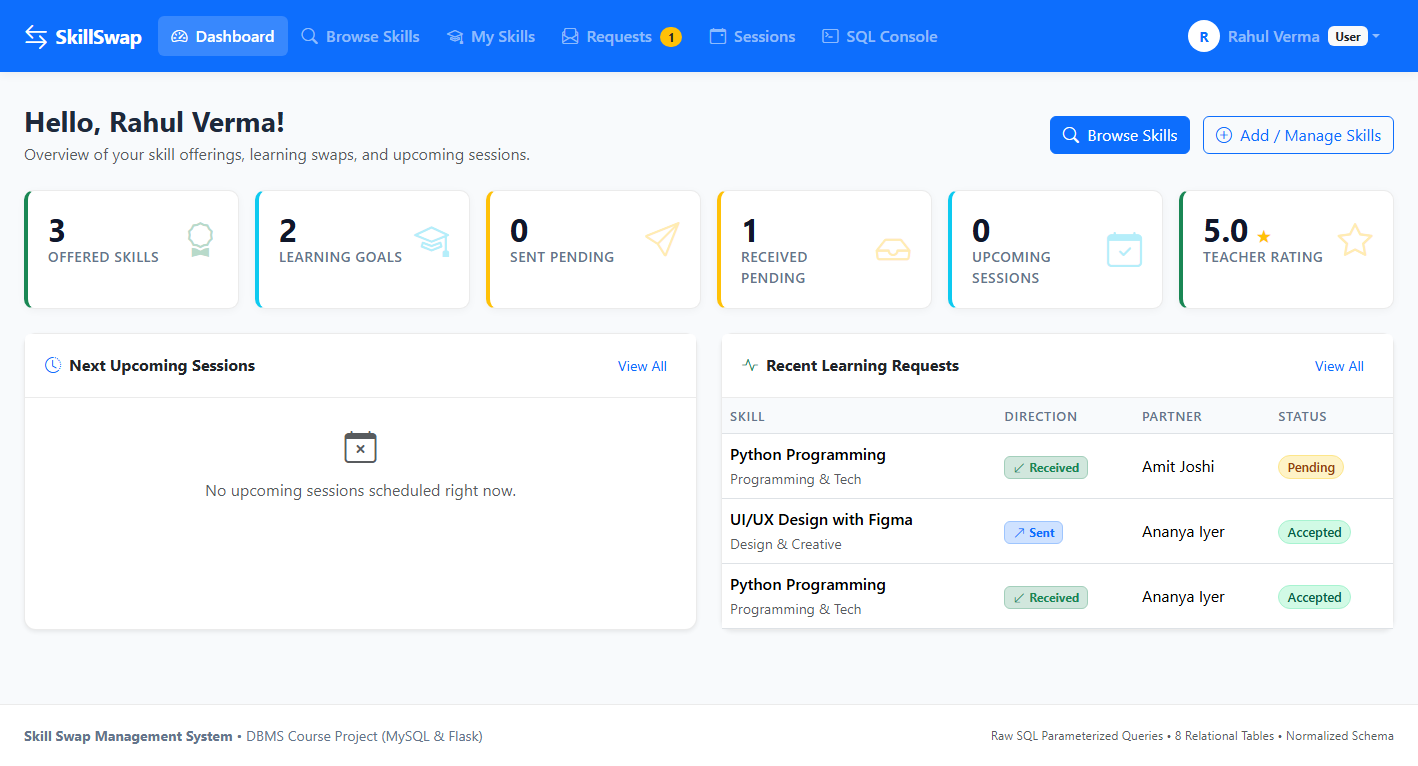 SkillSwap Dashboard Browse Skills My Skills Requests 1 Sessions SQL Console R Rahul Verma User
Hello, Rahul Verma!
Overview of your skill offerings, learning swaps, and upcoming sessions.
Browse Skills Add / Manage Skills
3
OFFERED SKILLS
2
LEARNING GOALS
0
SENT PENDING
1
RECEIVED
PENDING
0
UPCOMING
SESSIONS
5.0 ★
TEACHER RATING
Next Upcoming Sessions View All
No upcoming sessions scheduled right now.
Recent Learning Requests View All
SKILL DIRECTION PARTNER STATUS
Python Programming
Programming & Tech
Received Amit Joshi Pending
UI/UX Design with Figma
Design & Creative
Sent Ananya Iyer Accepted
Python Programming
Programming & Tech
Received Ananya Iyer Accepted
Skill Swap Management System • DBMS Course Project (MySQL & Flask)
Raw SQL Parameterized Queries • 8 Relational Tables • Normalized Schema